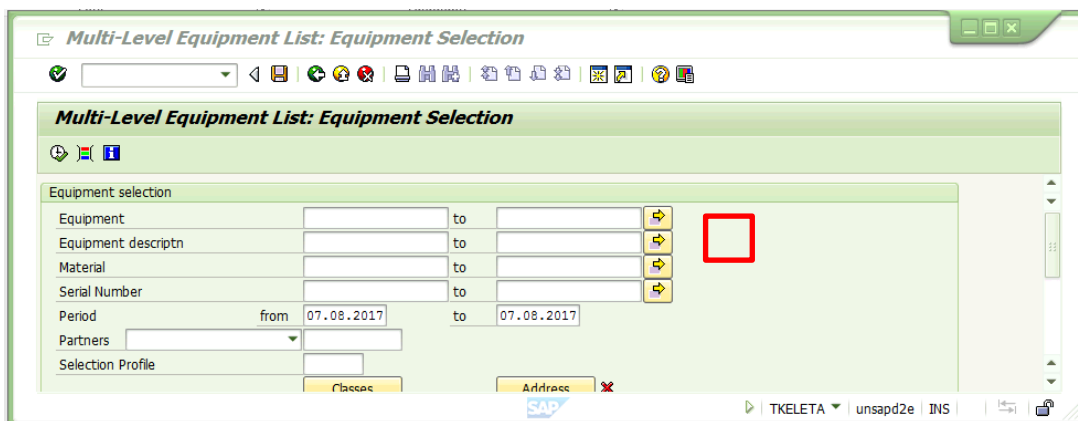 Multi-Level Equipment List: Equipment Selection
Multi-Level Equipment List: Equipment Selection
Equipment selection
Equipment to
Equipment descriptn to
Material to
Serial Number to
Period from 07.08.2017 to 07.08.2017
Partners
Selection Profile
Classes Address
SAP TKELETA unsapd2e INS